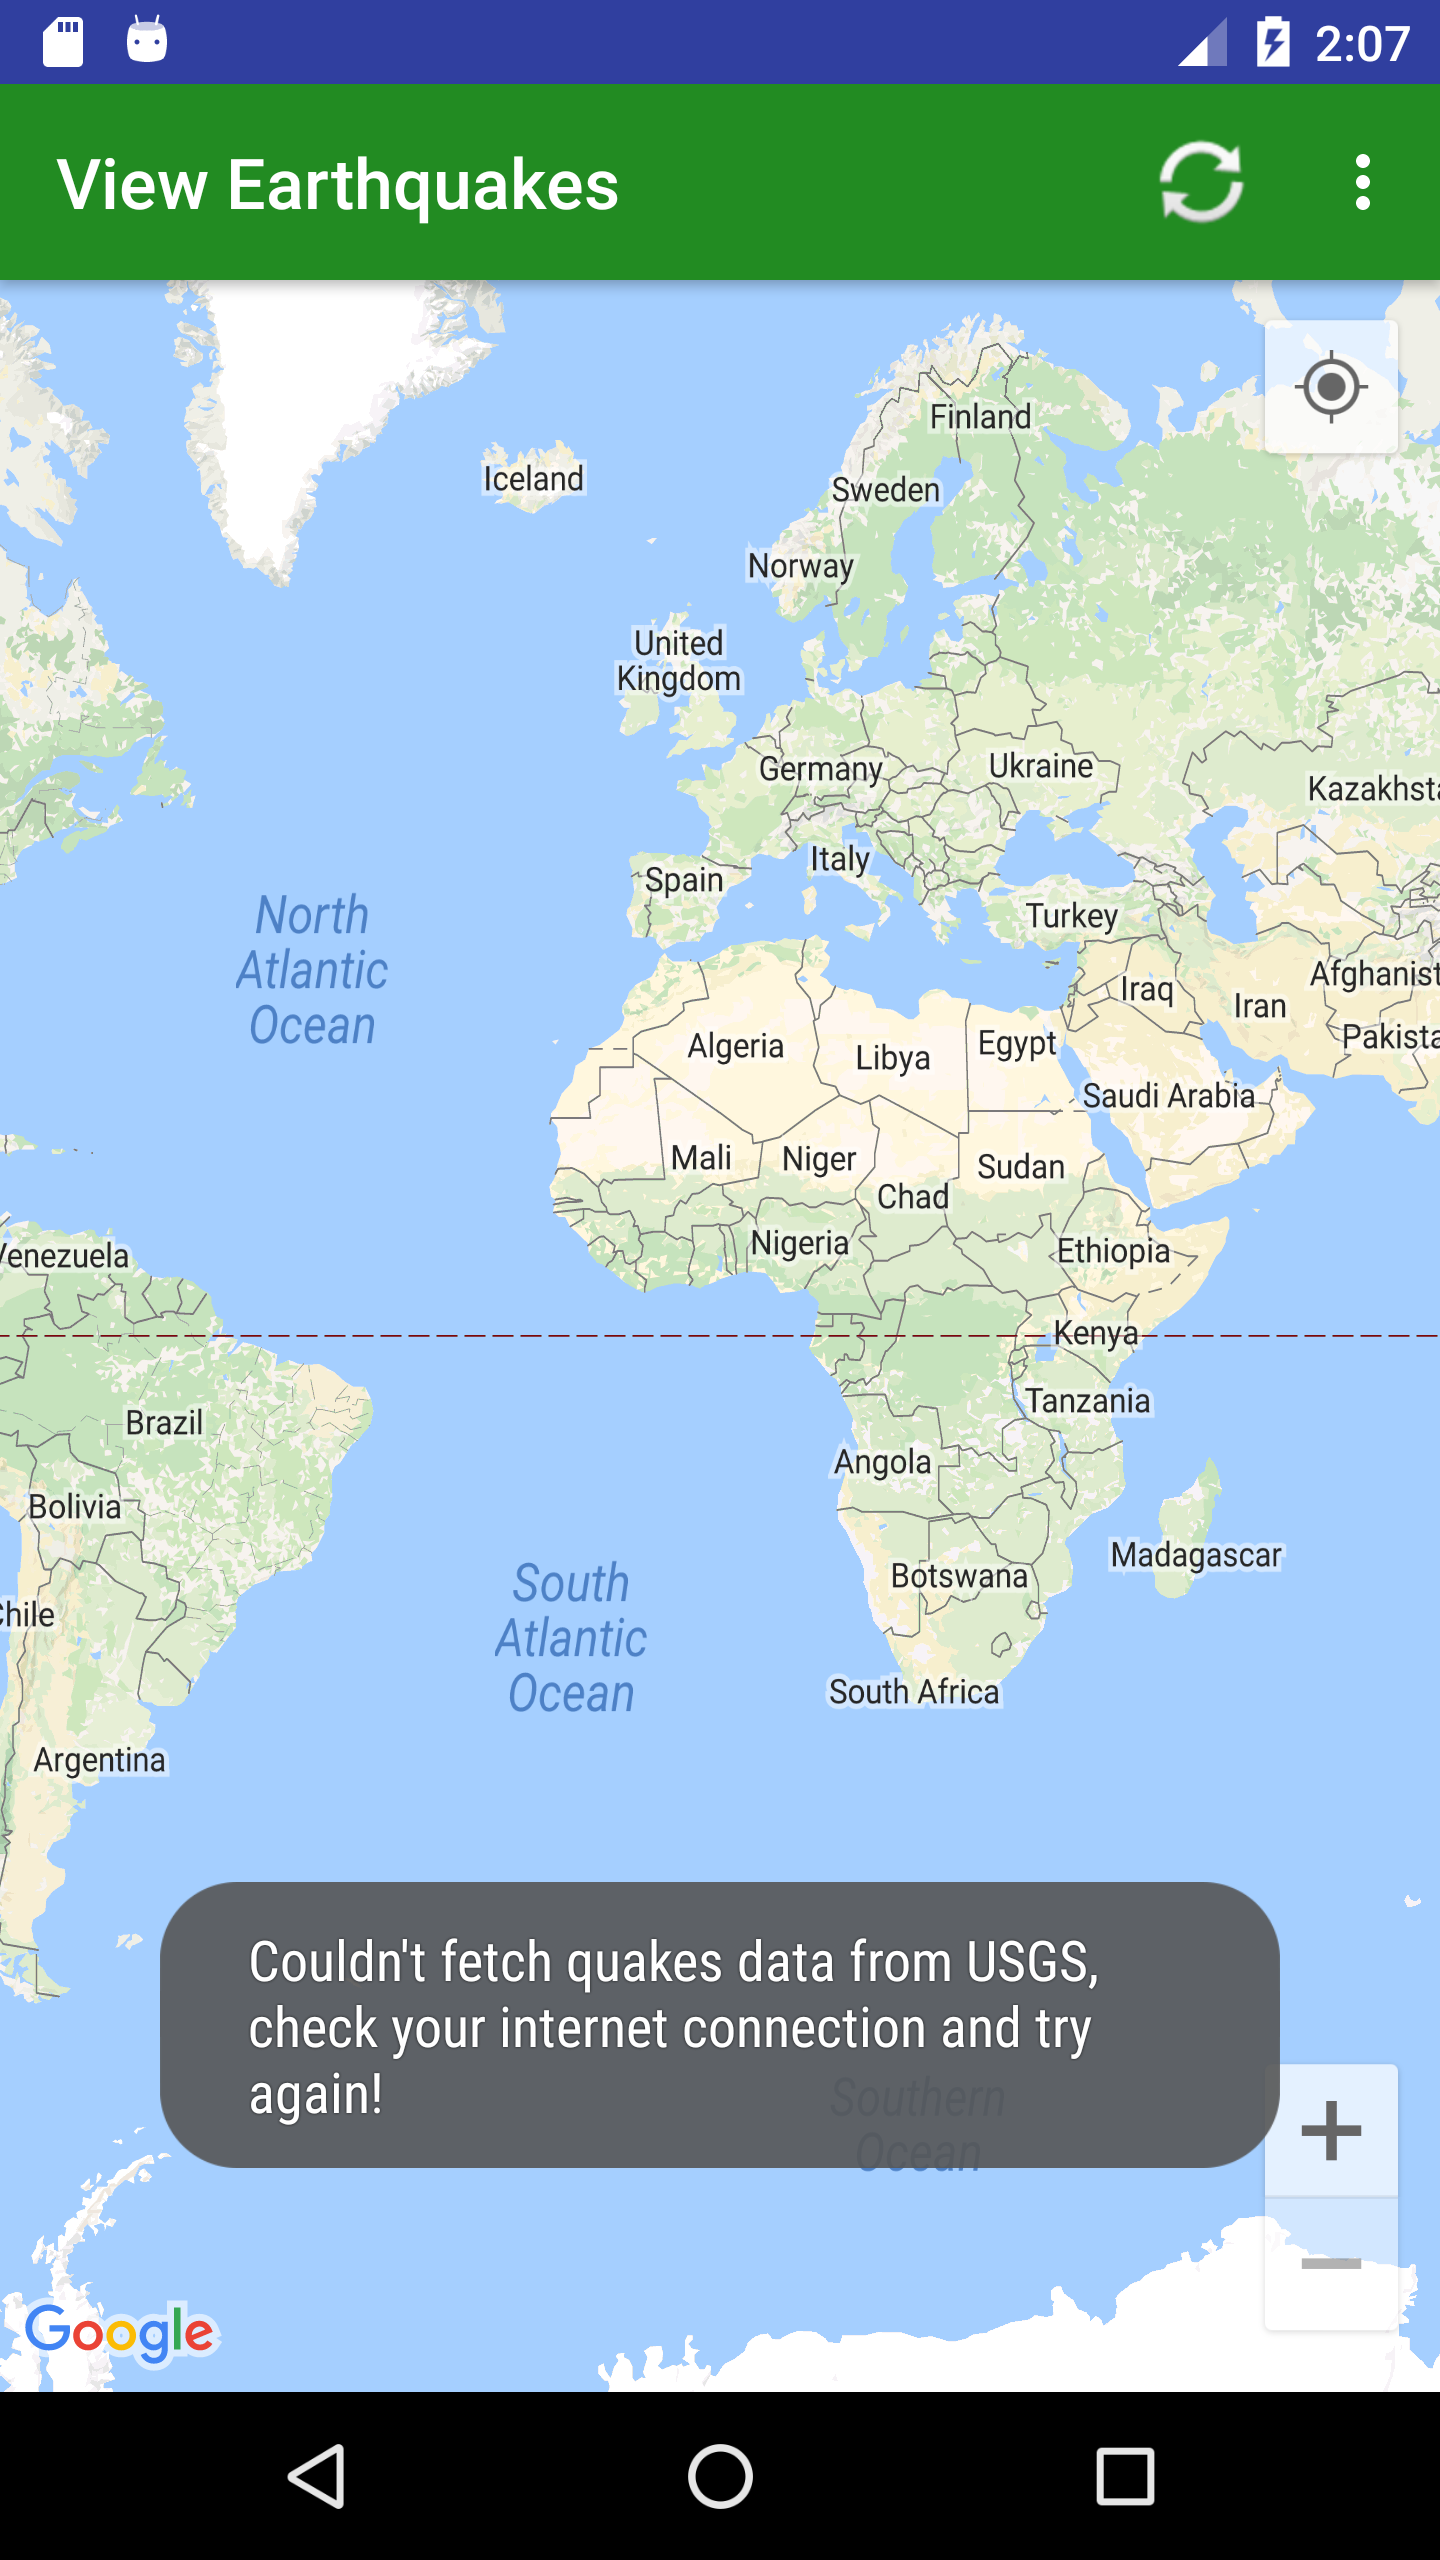 2:07
View Earthquakes
Finland
Iceland
Sweden
Norway
United
Kingdom
Germany
Ukraine
Kazakhsta
Italy
Spain
Turkey
North
Atlantic
Ocean
Afghanist
Iraq
Iran
Pakista
Algeria
Libya
Egypt
Saudi Arabia
Mali
Niger
Sudan
Chad
Nigeria
Ethiopia
Venezuela
Kenya
Tanzania
Brazil
Angola
Bolivia
Madagascar
Botswana
South
Atlantic
Ocean
Chile
South Africa
Argentina
Couldn't fetch quakes data from USGS,
check your internet connection and try
again!
Southern
Ocean
Google